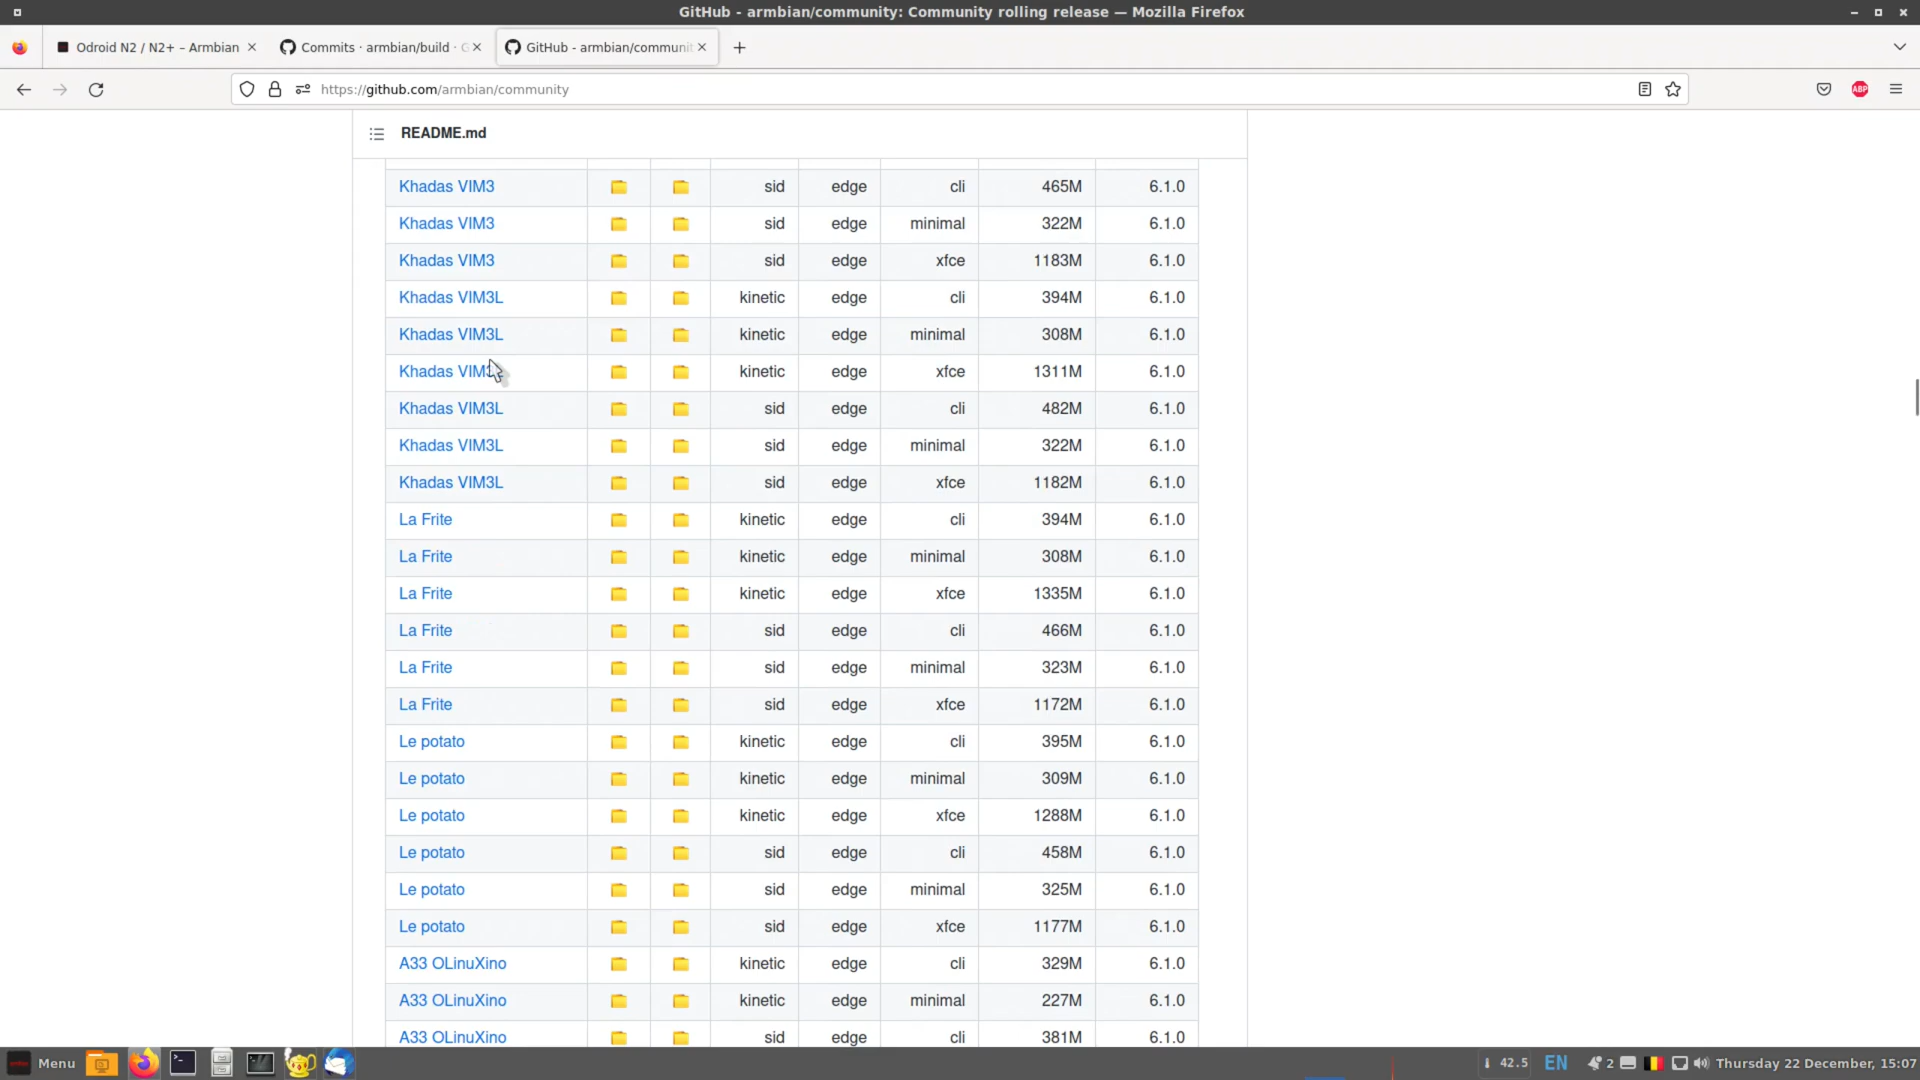 GitHub - armbian/community: Community rolling release — Mozilla Firefox
Odroid N2 / N2+ – Armbian
Commits · armbian/build · G
GitHub - armbian/communit
https://github.com/armbian/community
ABP
README.md
Khadas VIM3 sid edge cli 465M 6.1.0
Khadas VIM3 sid edge minimal 322M 6.1.0
Khadas VIM3 sid edge xfce 1183M 6.1.0
Khadas VIM3L kinetic edge cli 394M 6.1.0
Khadas VIM3L kinetic edge minimal 308M 6.1.0
Khadas VIM3L kinetic edge xfce 1311M 6.1.0
Khadas VIM3L sid edge cli 482M 6.1.0
Khadas VIM3L sid edge minimal 322M 6.1.0
Khadas VIM3L sid edge xfce 1182M 6.1.0
La Frite kinetic edge cli 394M 6.1.0
La Frite kinetic edge minimal 308M 6.1.0
La Frite kinetic edge xfce 1335M 6.1.0
La Frite sid edge cli 466M 6.1.0
La Frite sid edge minimal 323M 6.1.0
La Frite sid edge xfce 1172M 6.1.0
Le potato kinetic edge cli 395M 6.1.0
Le potato kinetic edge minimal 309M 6.1.0
Le potato kinetic edge xfce 1288M 6.1.0
Le potato sid edge cli 458M 6.1.0
Le potato sid edge minimal 325M 6.1.0
Le potato sid edge xfce 1177M 6.1.0
A33 OLinuXino kinetic edge cli 329M 6.1.0
A33 OLinuXino kinetic edge minimal 227M 6.1.0
A33 OLinuXino sid edge cli 381M 6.1.0
Menu 42.5 EN 2 Thursday 22 December, 15:07